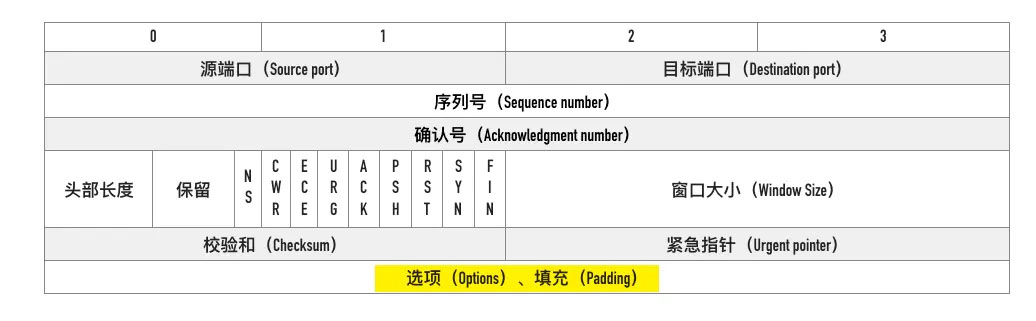 0 1 2 3
源端口（Source port） 目标端口（Destination port）
序列号（Sequence number）
确认号（Acknowledgment number）
头部长度 保留 NS CWR ECE URG ACK PSH RST SYN FIN 窗口大小（Window Size）
校验和（Checksum） 紧急指针（Urgent pointer）
选项（Options）、填充（Padding）